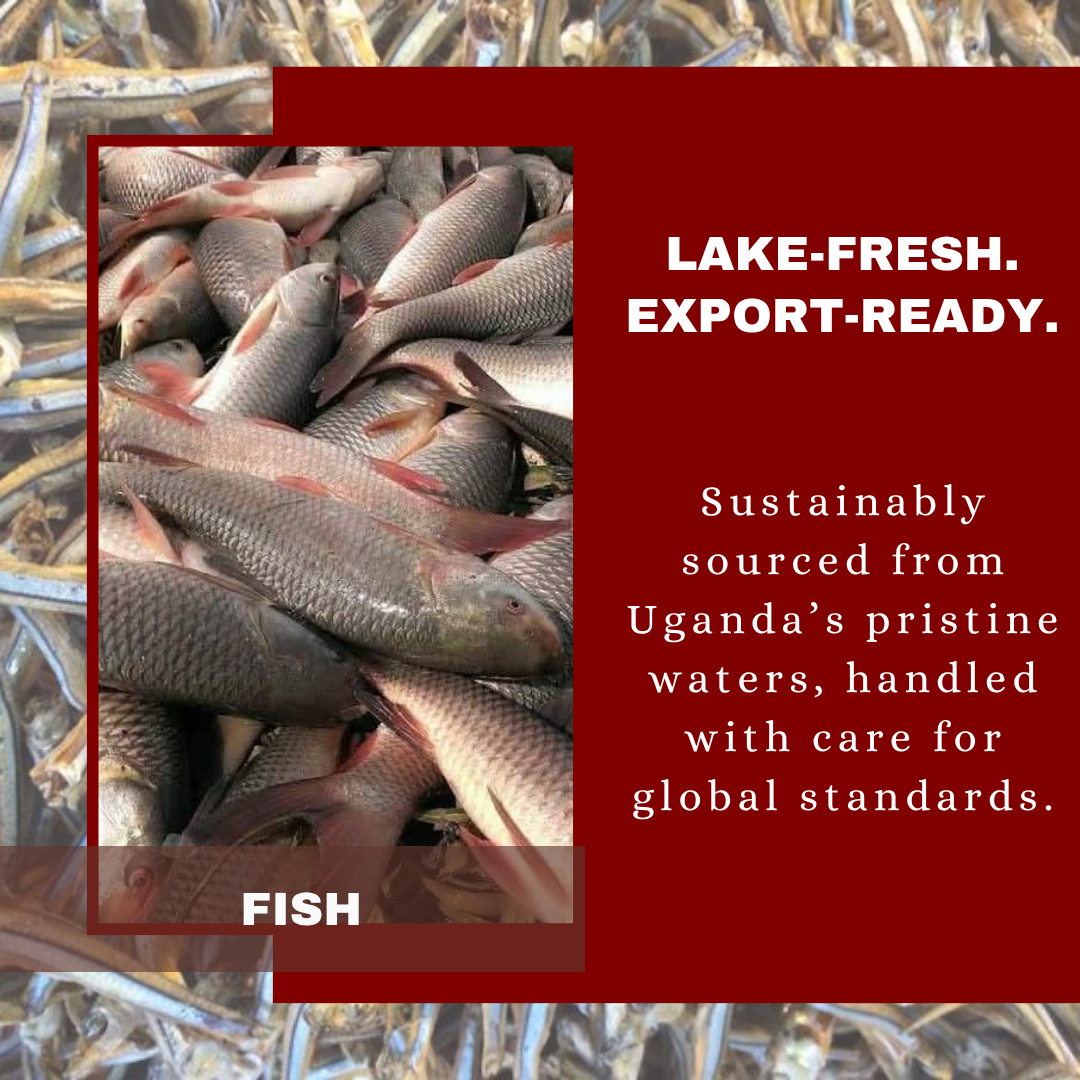 LAKE-FRESH.
EXPORT-READY.
Sustainably
sourced from
Uganda’s pristine
waters, handled
with care for
global standards.
FISH